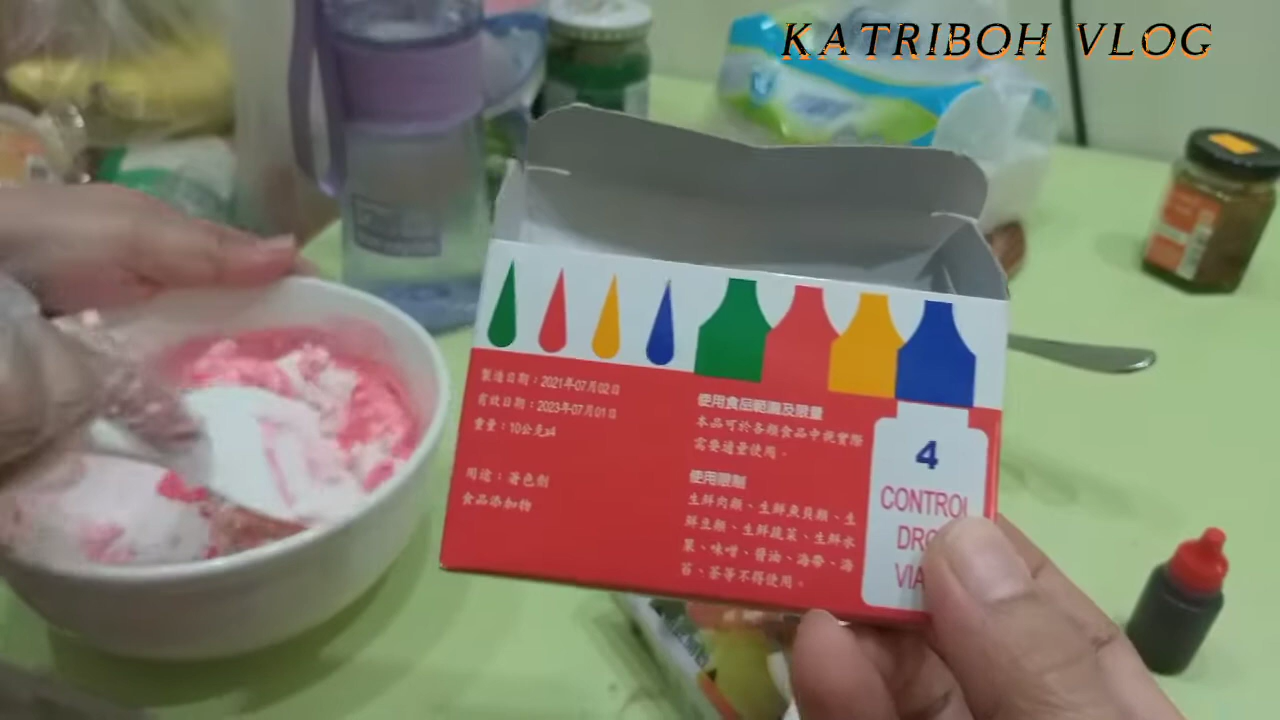 KATRIBOH VLOG
製造日期：2021年07月02日
有效日期：2023年07月01日
重量：10公克x4
用途：著色劑
食品添加物
使用食品範圍及限量
本品可於各類食品中視實際
需要適量使用。
使用限制
生鮮肉類、生鮮魚貝類、生
鮮豆類、生鮮蔬菜、生鮮水
果、味噌、醬油、海帶、海
苔、茶等不得使用。
4
CONTROL